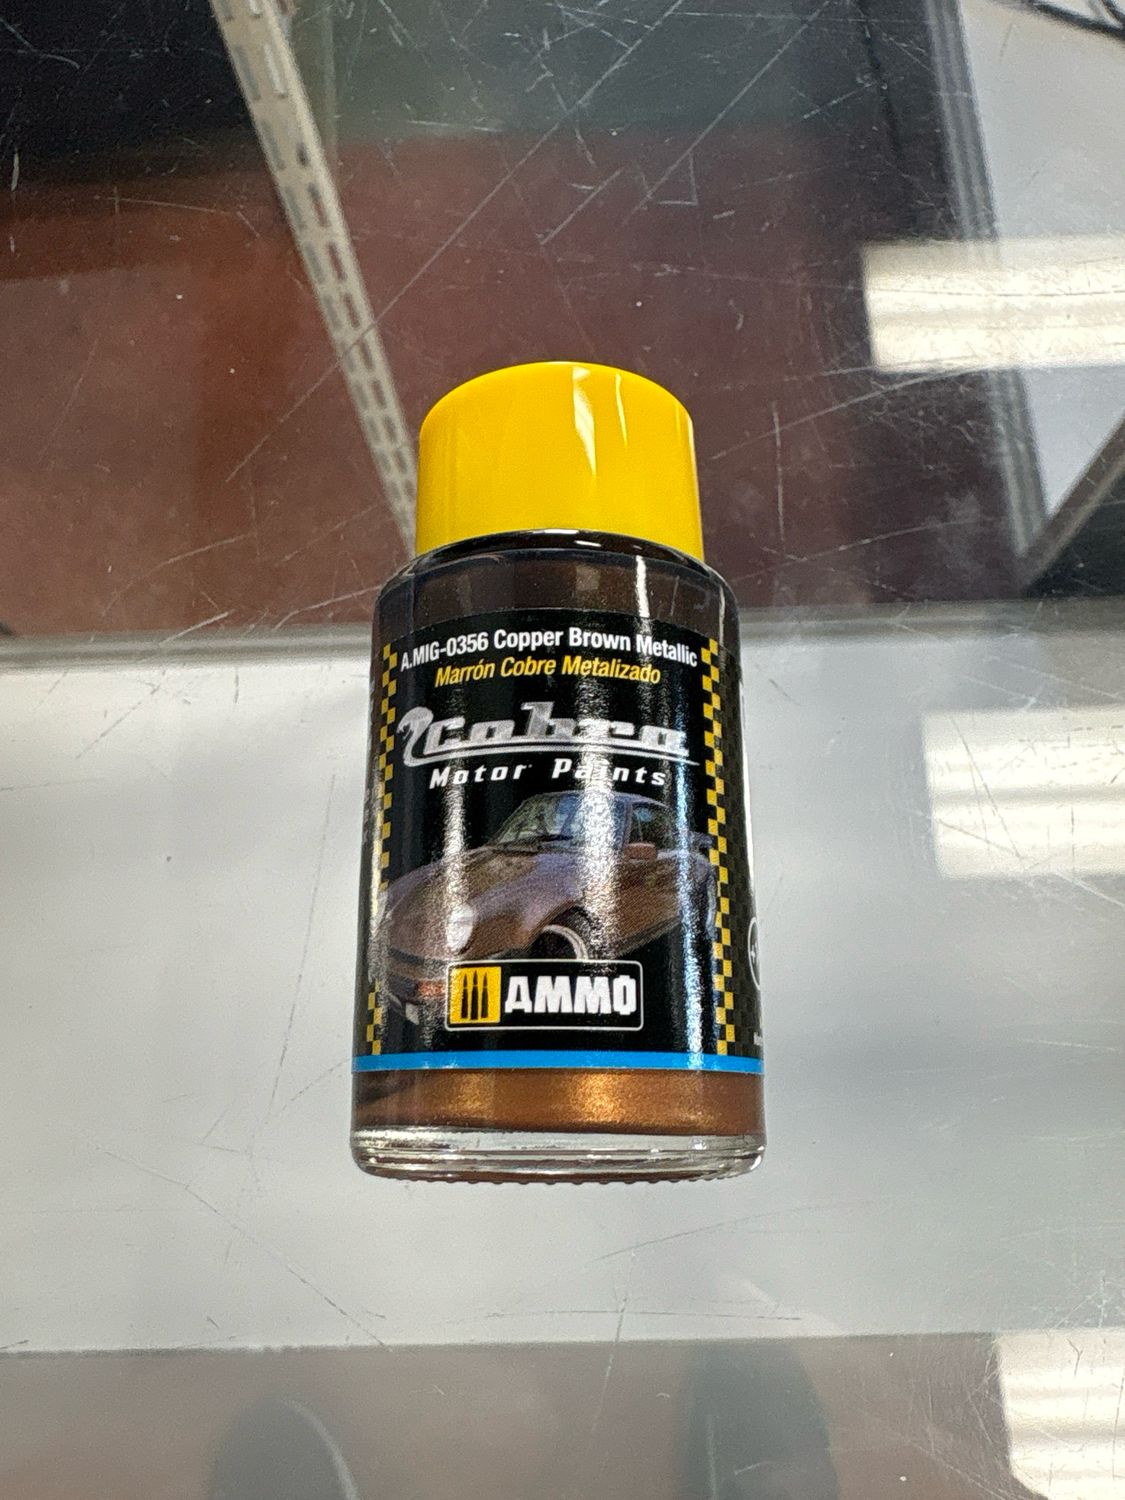 A.MIG-0356 Copper Brown Metallic
Marrón Cobre Metalizado
Cobra
Motor Paints
AMMO